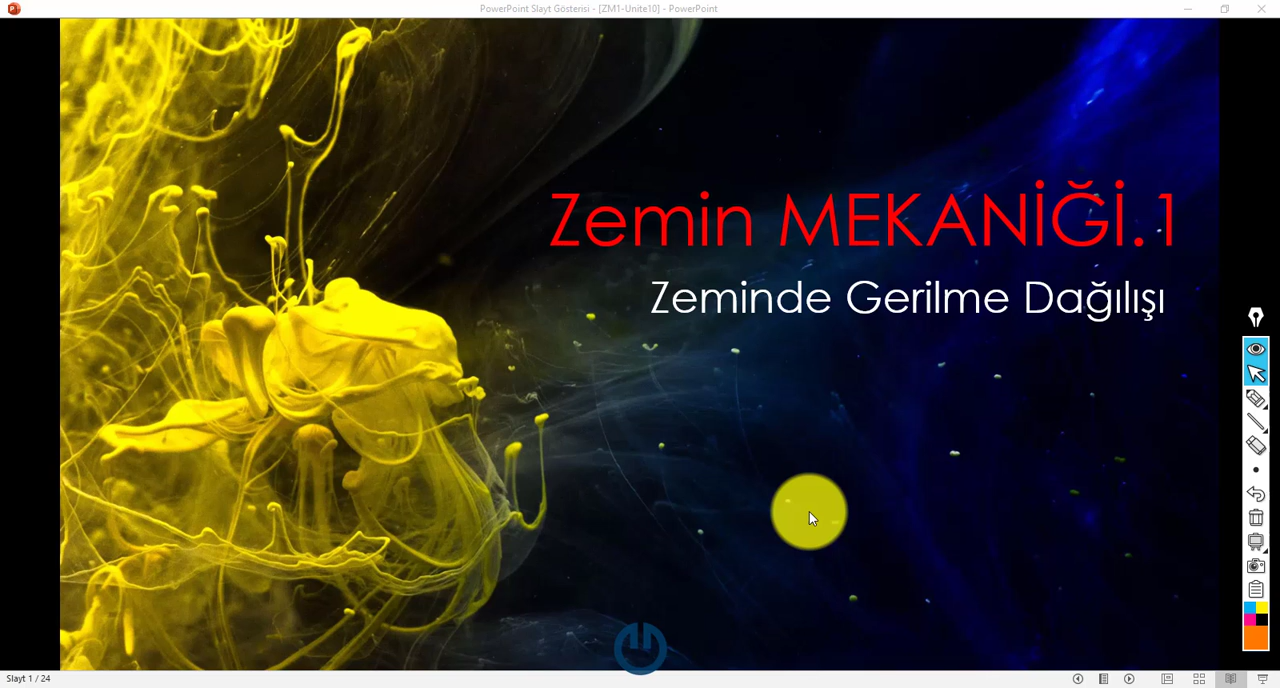 PowerPoint Slayt Gösterisi - [ZM1-Unite10] - PowerPoint
Zemin MEKANİĞİ.1
Zeminde Gerilme Dağılışı
Slayt 1 / 24